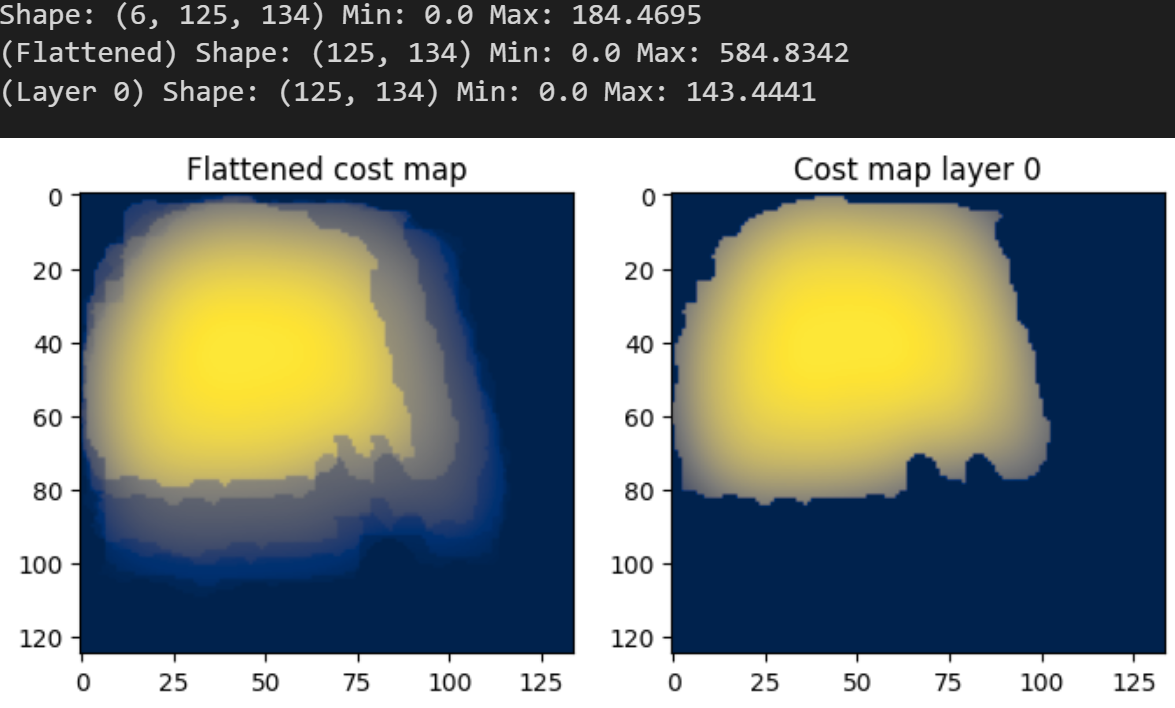 Shape: (6, 125, 134) Min: 0.0 Max: 184.4695
(Flattened) Shape: (125, 134) Min: 0.0 Max: 584.8342
(Layer 0) Shape: (125, 134) Min: 0.0 Max: 143.4441
Flattened cost map
0
20
40
60
80
100
120
0 25 50 75 100 125
Cost map layer 0
0
20
40
60
80
100
120
0 25 50 75 100 125